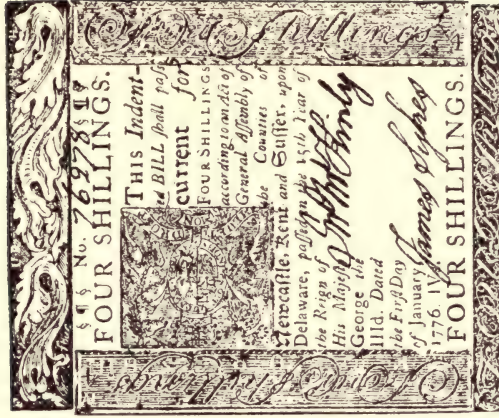 Four Shillings
No. 76978
FOUR SHILLINGS.
THIS Indent-
ed BILL shall pass
current for
FOUR SHILLINGS
according to an Act of
General Assembly of
the Counties of
Newcastle, Kent and Sussex, upon
Delaware, passed in the 15th Year of
the Reign of
His Majesty
George the
IIId. Dated
the First Day
of January
1776
James Sykes
FOUR SHILLINGS.
Four Shillings